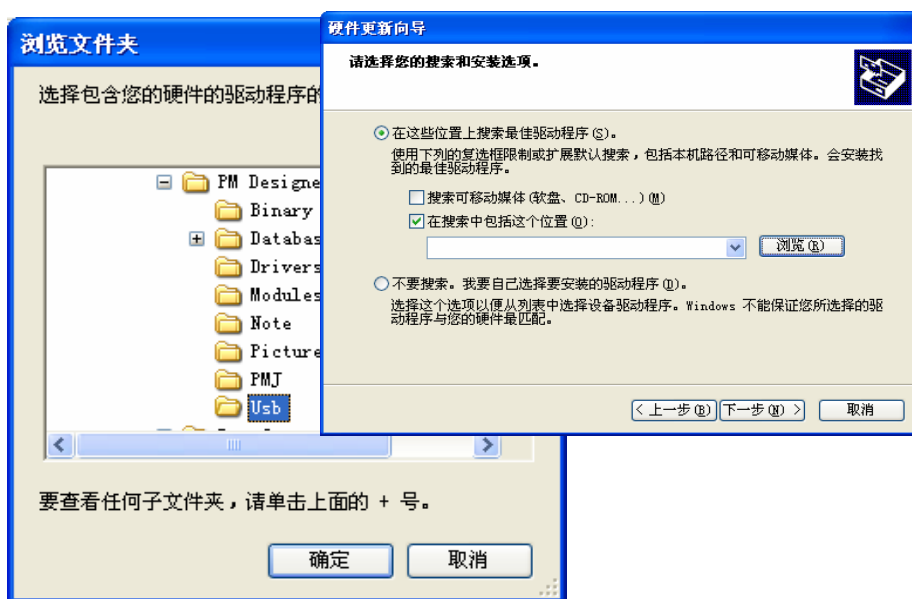 浏览文件夹
选择包含您的硬件的驱动程序的
PM Designe
Binary
Databas
Drivers
Modules
Note
Picture
PMJ
Usb
要查看任何子文件夹，请单击上面的 + 号。
确定
取消
硬件更新向导
请选择您的搜索和安装选项。
在这些位置上搜索最佳驱动程序(S)。
使用下列的复选框限制或扩展默认搜索，包括本机路径和可移动媒体。会安装找
到的最佳驱动程序。
搜索可移动媒体(软盘、CD-ROM...)(M)
在搜索中包括这个位置(O):
浏览(R)
不要搜索。我要自己选择要安装的驱动程序(D)。
选择这个选项以便从列表中选择设备驱动程序。Windows 不能保证您所选择的驱
动程序与您的硬件最匹配。
< 上一步(B)
下一步(N) >
取消